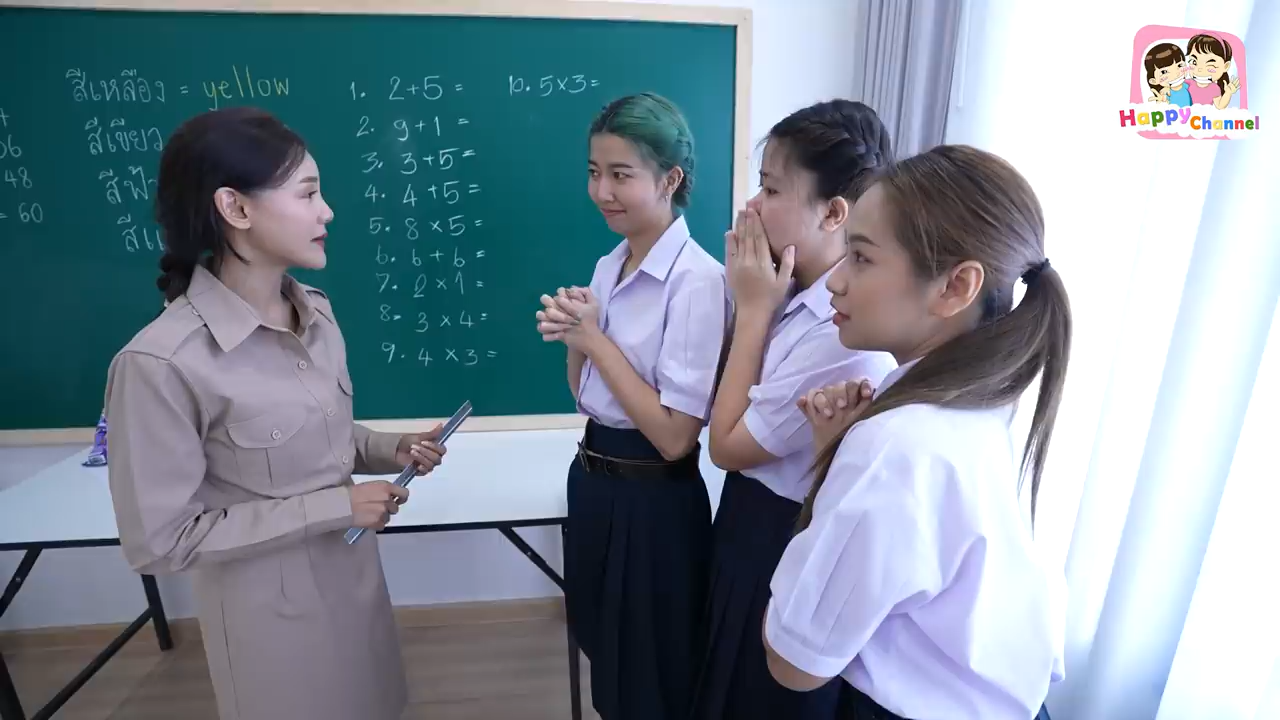 สีเหลือง = yellow
สีเขียว
สีฟ้
สีแ
48
= 60
1. 2+5 =
2. 9+1 =
3. 3+5 =
4. 4+5 =
5. 8×5 =
6. 6+6 =
7. 2×1 =
8. 3×4 =
9. 4×3 =
10. 5×3 =
Happy Channel